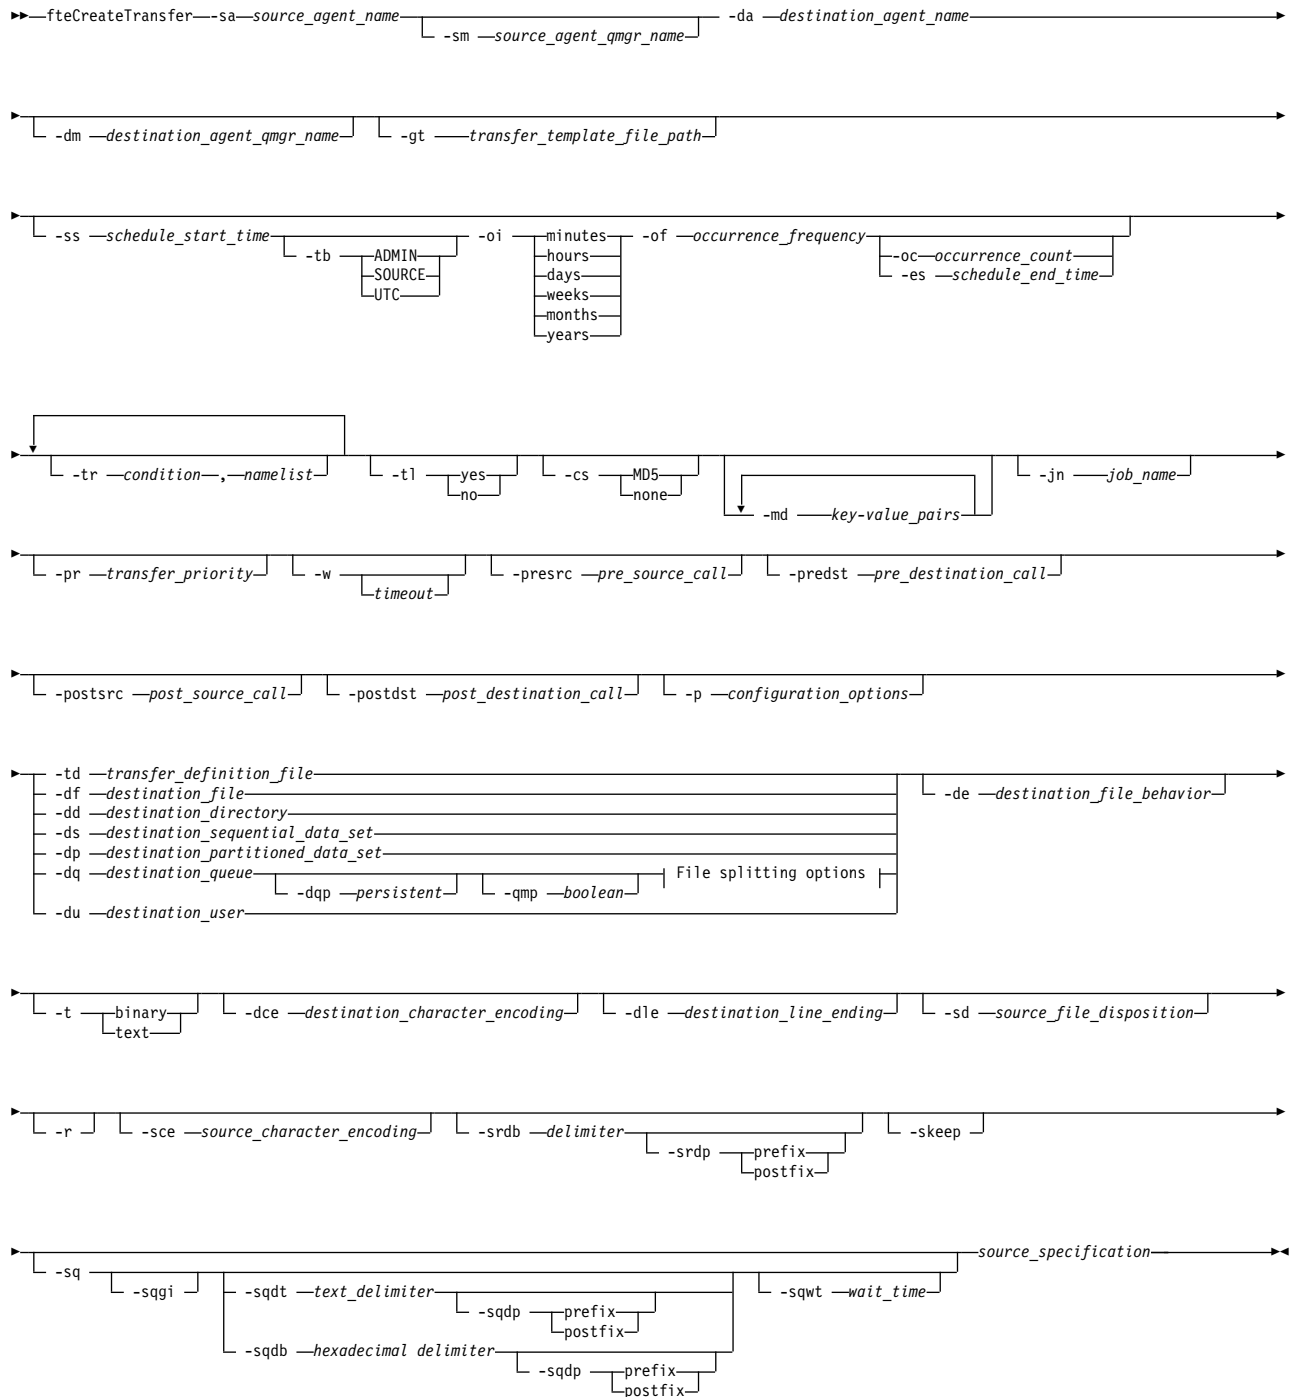 fteCreateTransfer -sa source_agent_name -da destination_agent_name
-sm source_agent_qmgr_name
-dm destination_agent_qmgr_name -gt transfer_template_file_path
-ss schedule_start_time -oi minutes -of occurrence_frequency
-tb ADMIN hours -oc occurrence_count
SOURCE days -es schedule_end_time
UTC weeks
months
years
-tr condition , namelist -tl yes -cs MD5 -jn job_name
no none
-md key-value_pairs
-pr transfer_priority -w -presrc pre_source_call -predst pre_destination_call
timeout
-postsrc post_source_call -postdst post_destination_call -p configuration_options
-td transfer_definition_file
-df destination_file -de destination_file_behavior
-dd destination_directory
-ds destination_sequential_data_set
-dp destination_partitioned_data_set
-dq destination_queue File splitting options
-dqp persistent -qmp boolean
-du destination_user
-t binary -dce destination_character_encoding -dle destination_line_ending -sd source_file_disposition
text
-r -sce source_character_encoding -srdb delimiter -skeep
-srdp prefix
postfix
source_specification
-sq
-sqgi -sqdt text_delimiter -sqwt wait_time
-sqdp prefix
postfix
-sqdb hexadecimal delimiter
-sqdp prefix
postfix